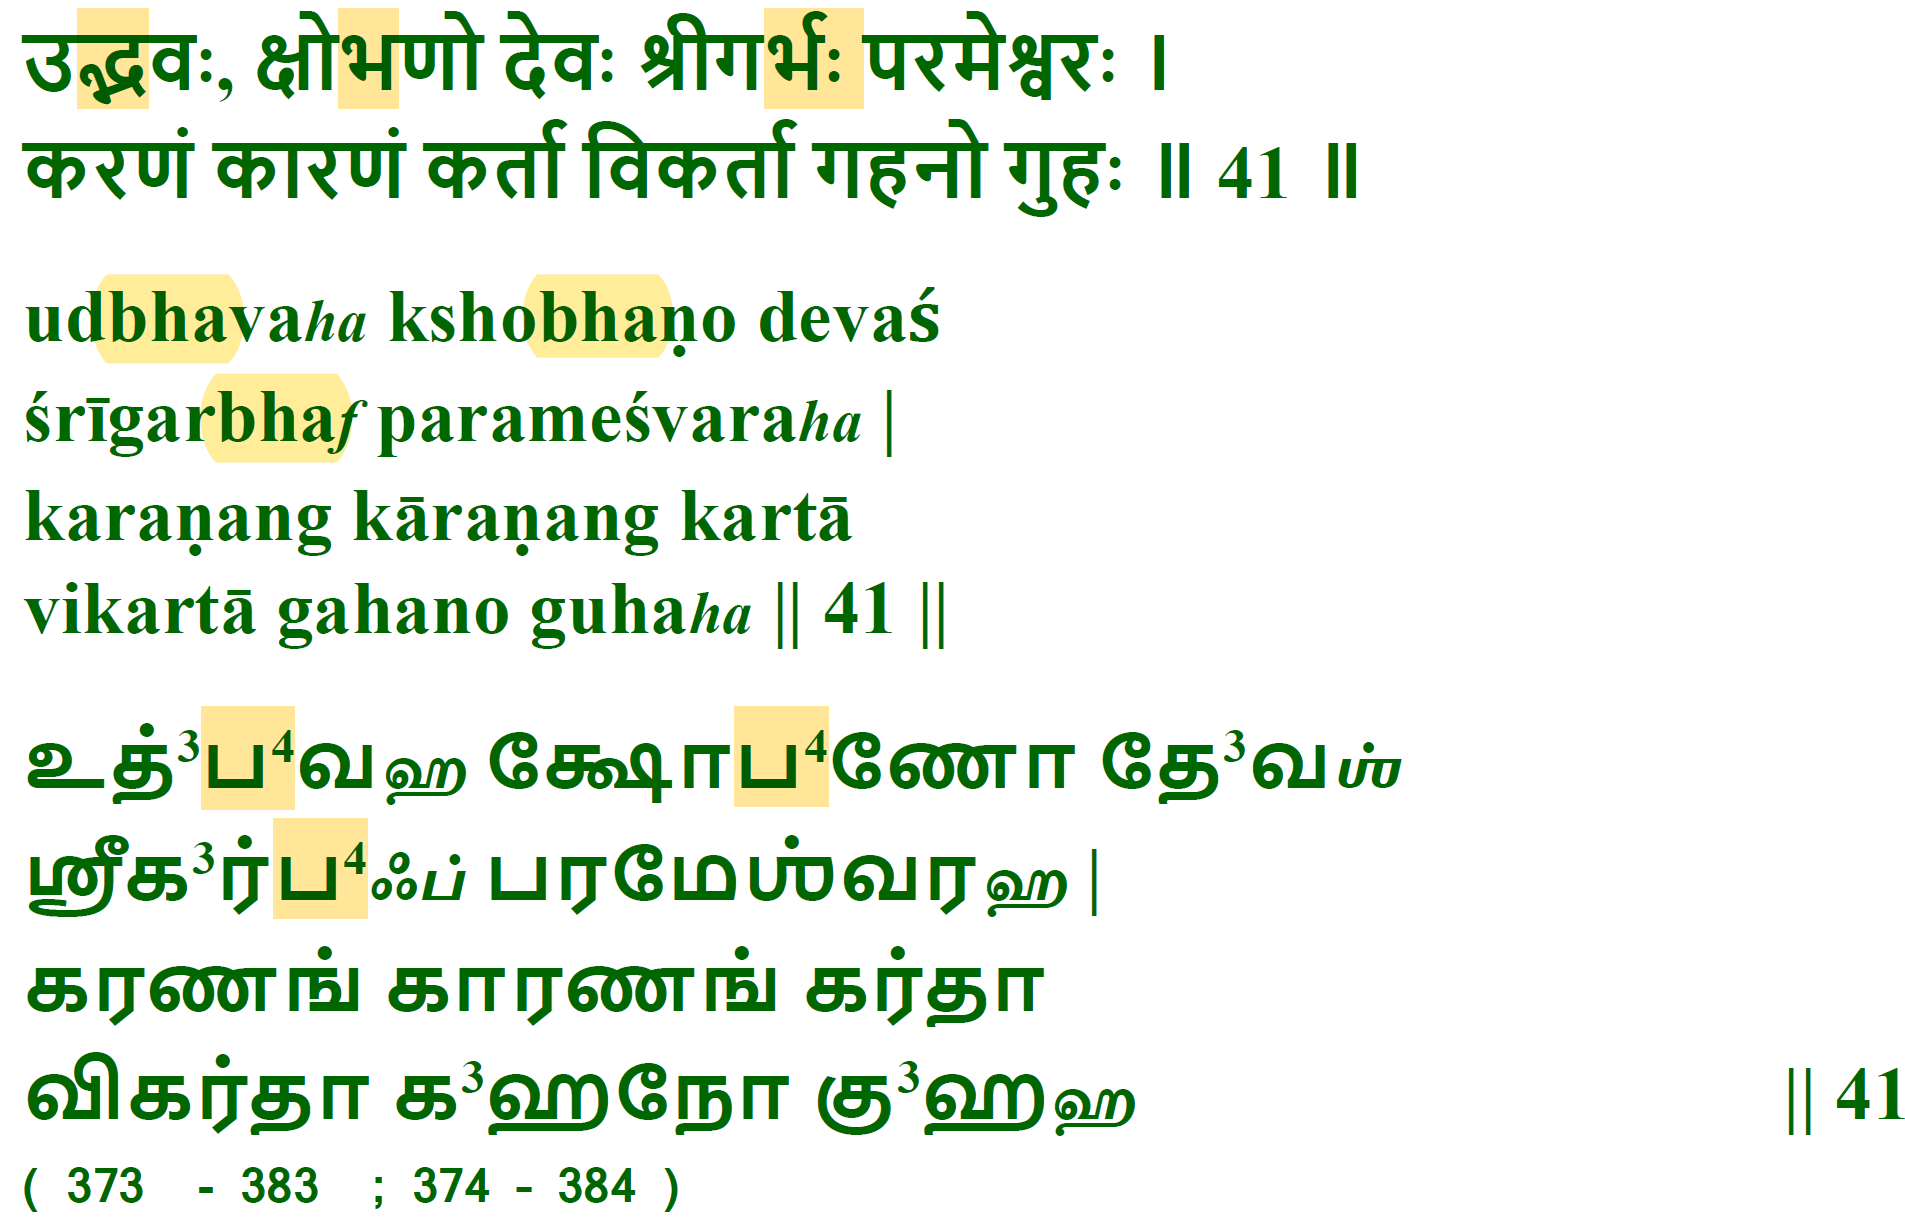 उद्भवः, क्षोभणो देवः श्रीगर्भः परमेश्वरः ।
करणं कारणं कर्ता विकर्ता गहनो गुहः ॥ 41 ॥
udbhavaha kshobhaṇo devaś
śrīgarbhaf parameśvaraha |
karaṇang kāraṇang kartā
vikartā gahano guhaha || 41 ||
உத்³ப⁴வஹ க்ஷோப⁴ணோ தே³வஶ்
ஶ்ரீக³ர்ப⁴ஃப் பரமேஶ்வரஹ |
கரணங் காரணங் கர்தா
விகர்தா க³ஹநோ கு³ஹஹ || 41
( 373 - 383 ; 374 – 384 )